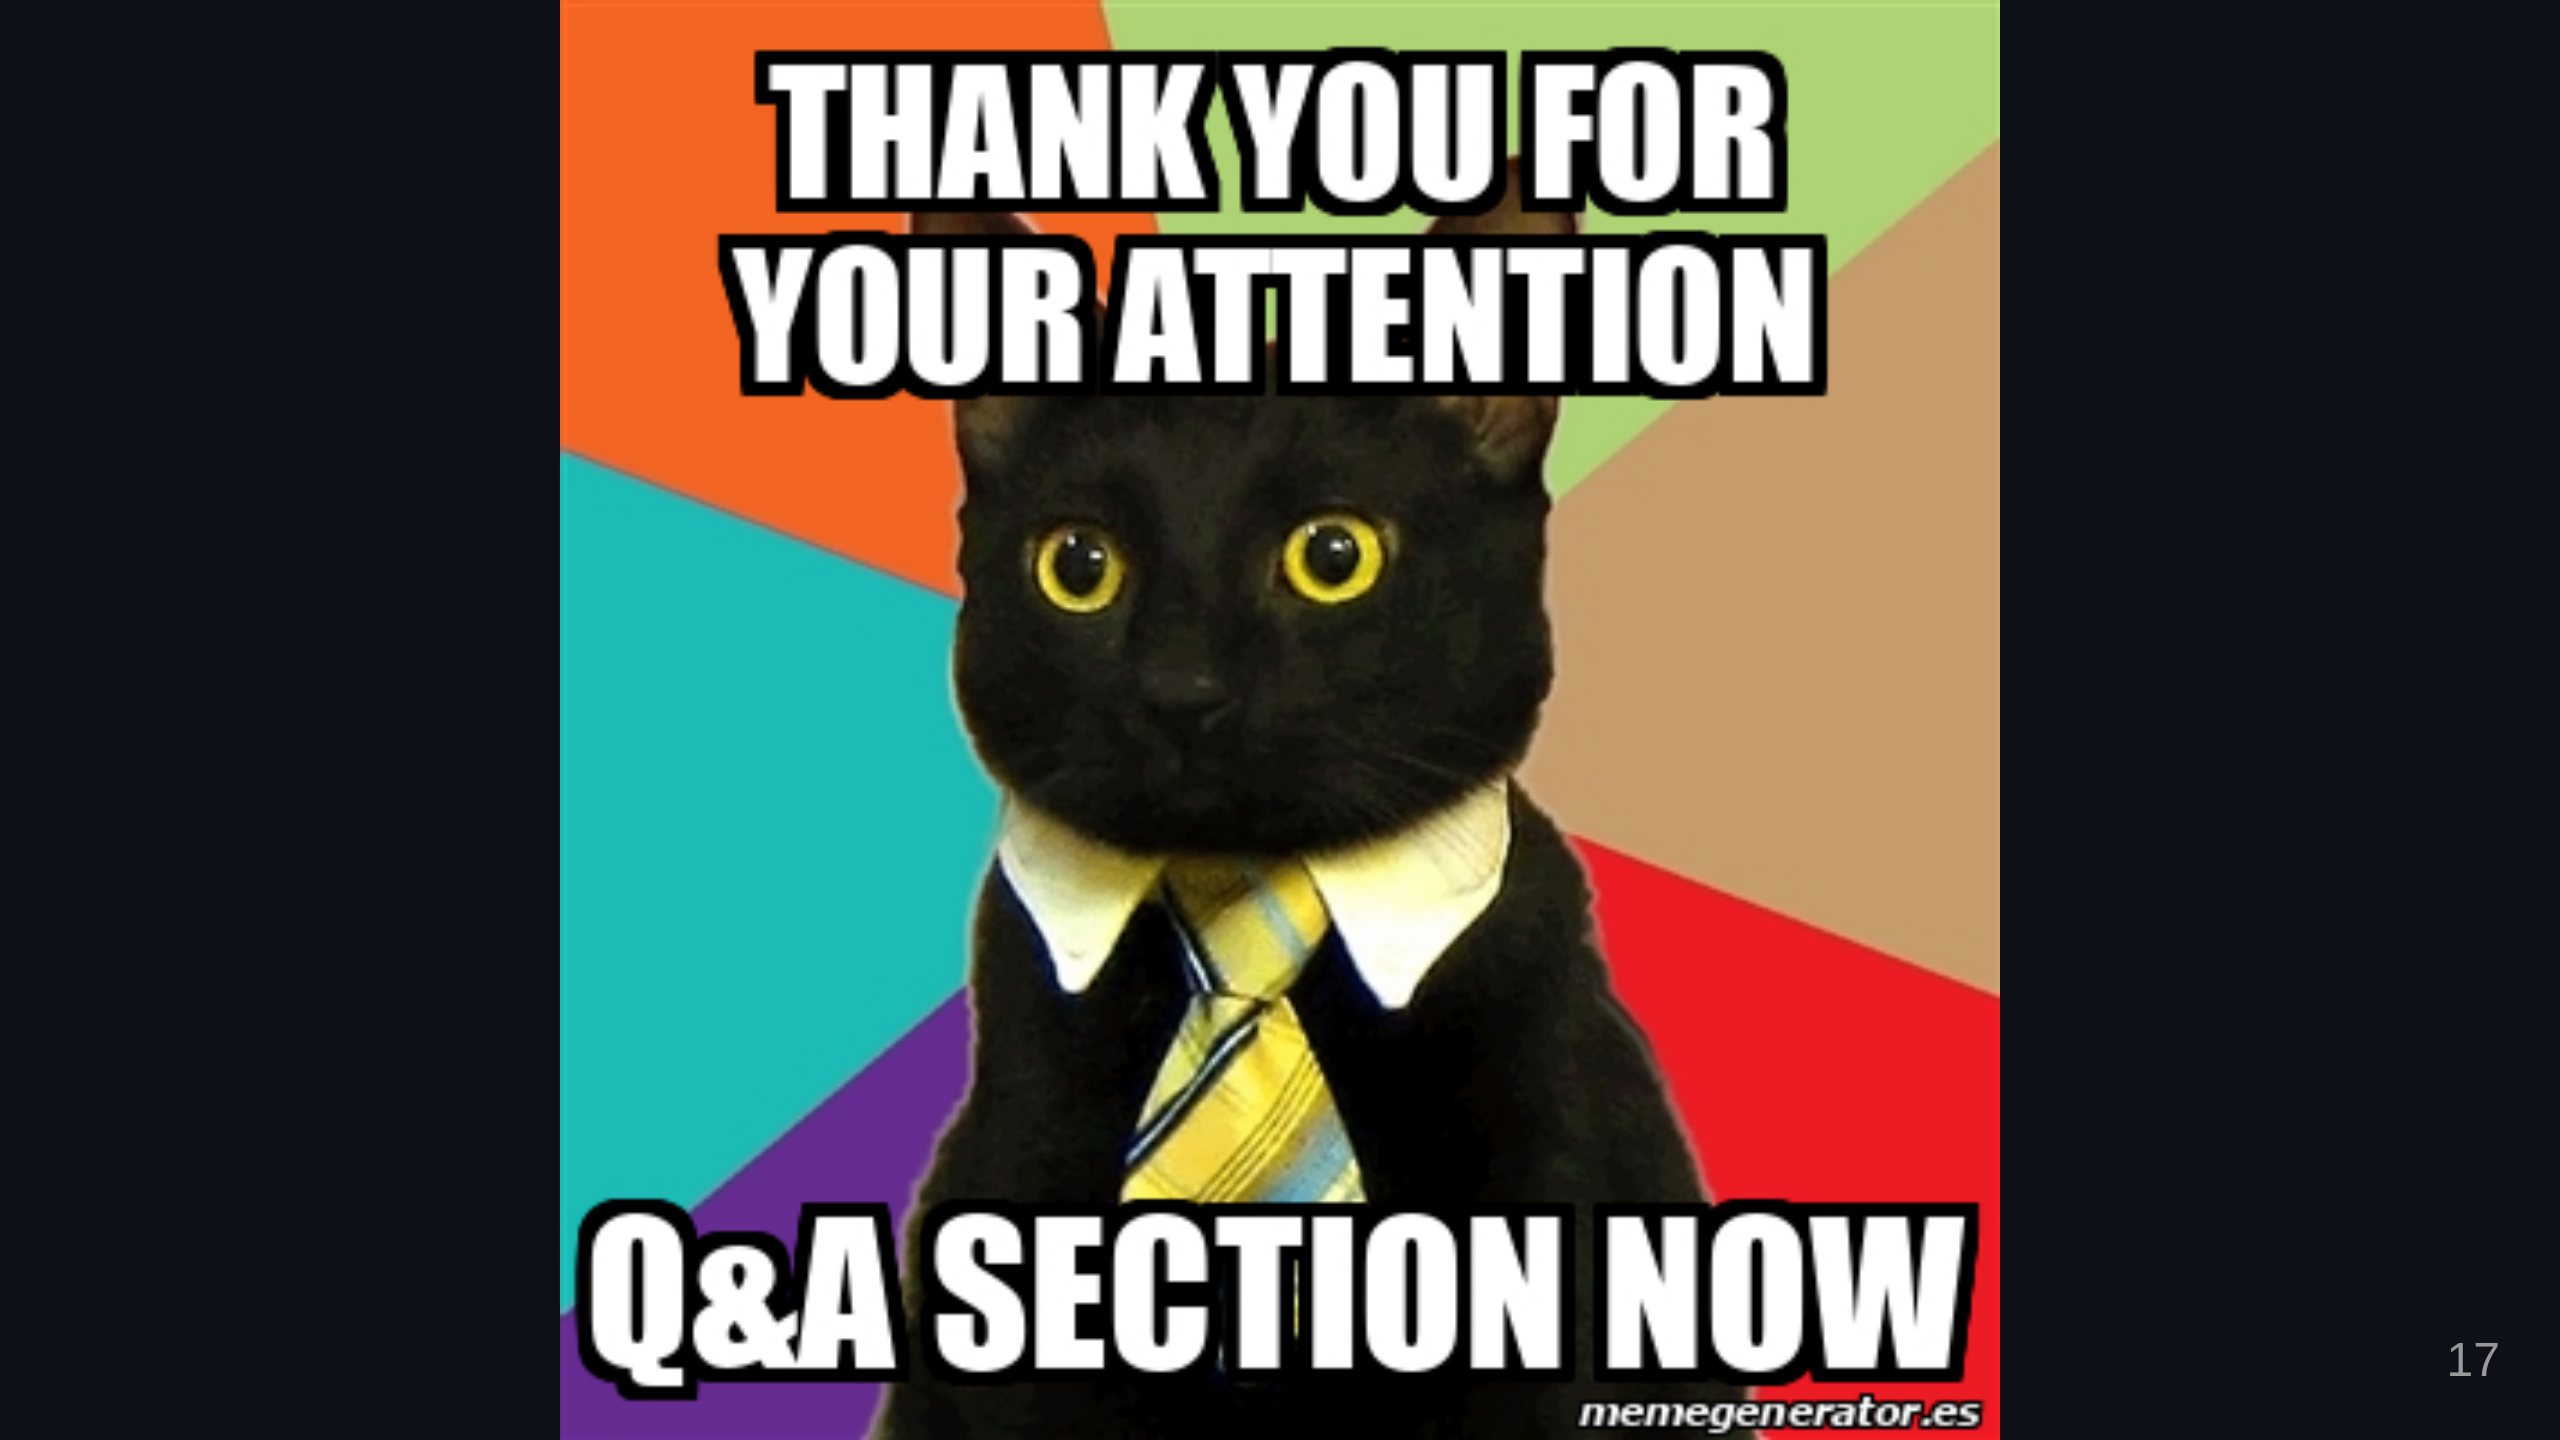 THANK YOU FOR
YOUR ATTENTION
Q&A SECTION NOW
memegenerator.es
17